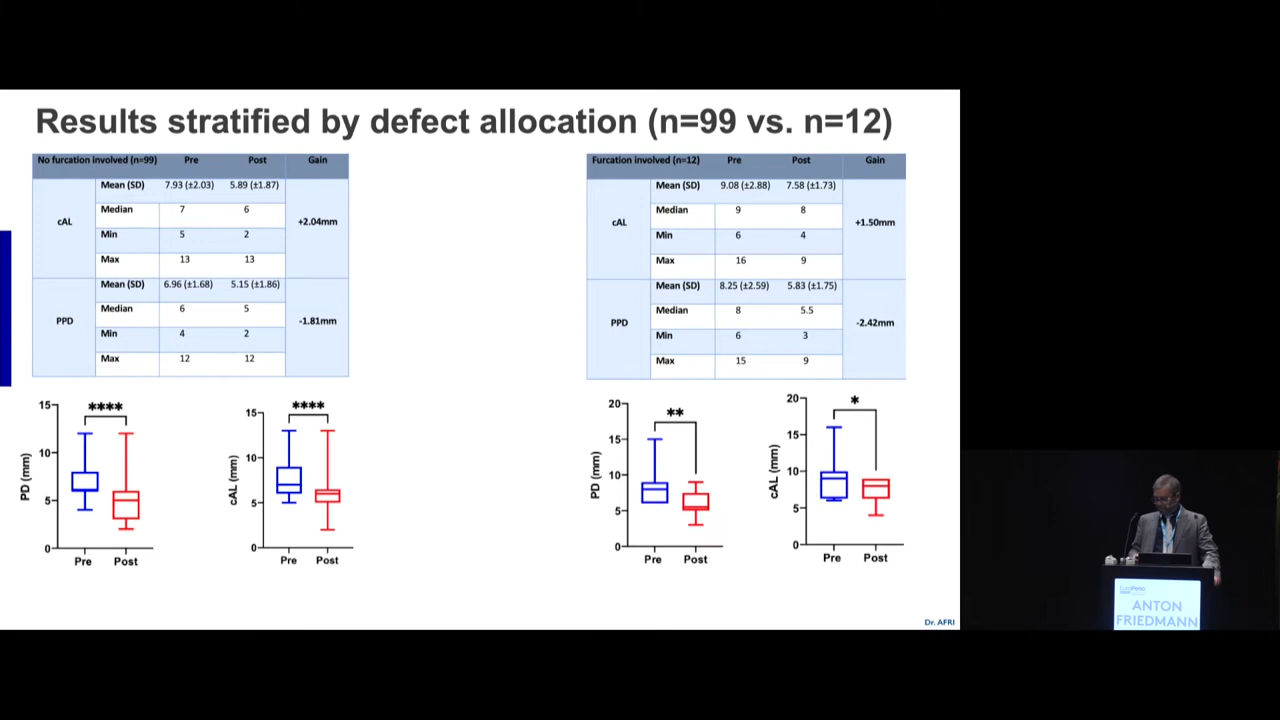 Results stratified by defect allocation (n=99 vs. n=12)
No furcation involved (n=99) Pre Post Gain
cAL Mean (SD) 7.93 (±2.03) 5.89 (±1.87) +2.04mm
Median 7 6
Min 5 2
Max 13 13
PPD Mean (SD) 6.96 (±1.68) 5.15 (±1.86) -1.81mm
Median 6 5
Min 4 2
Max 12 12
Furcation involved (n=12) Pre Post Gain
cAL Mean (SD) 9.08 (±2.88) 7.58 (±1.73) +1.50mm
Median 9 8
Min 6 4
Max 16 9
PPD Mean (SD) 8.25 (±2.59) 5.83 (±1.75) -2.42mm
Median 8 5.5
Min 6 3
Max 15 9
PD (mm)
15
10
5
0
****
Pre Post
cAL (mm)
15
10
5
0
****
Pre Post
PD (mm)
20
15
10
5
0
**
Pre Post
cAL (mm)
20
15
10
5
0
*
Pre Post
Dr. AFRI
ANTON
FRIEDMANN